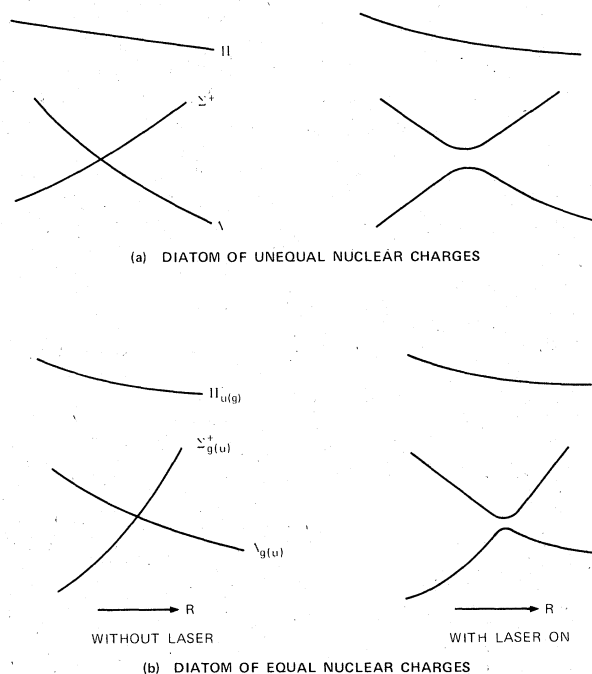 Π
Σ⁺
Λ
(a) DIATOM OF UNEQUAL NUCLEAR CHARGES
Πu(g)
Σ⁺g(u)
Λg(u)
R
R
WITHOUT LASER
WITH LASER ON
(b) DIATOM OF EQUAL NUCLEAR CHARGES